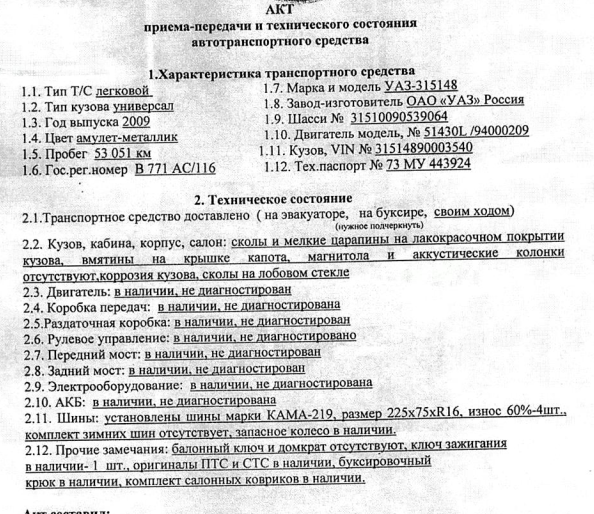 АКТ
приема-передачи и технического состояния
автотранспортного средства
1.Характеристика транспортного средства
1.1. Тип Т/С легковой
1.2. Тип кузова универсал
1.3. Год выпуска 2009
1.4. Цвет амулет-металлик
1.5. Пробег 53 051 км
1.6. Гос.рег.номер В 771 АС/116
1.7. Марка и модель УАЗ-315148
1.8. Завод-изготовитель ОАО «УАЗ» Россия
1.9. Шасси № 31510090539064
1.10. Двигатель модель, № 51430L /94000209
1.11. Кузов, VIN № 31514890003540
1.12. Тех.паспорт № 73 МУ 443924
2. Техническое состояние
2.1.Транспортное средство доставлено ( на эвакуаторе, на буксире, своим ходом)
(нужное подчеркнуть)
2.2. Кузов, кабина, корпус, салон: сколы и мелкие царапины на лакокрасочном покрытии
кузова, вмятины на крышке капота, магнитола и аккустические колонки
отсутствуют,коррозия кузова, сколы на лобовом стекле
2.3. Двигатель: в наличии, не диагностирован
2.4. Коробка передач: в наличии, не диагностирована
2.5.Раздаточная коробка: в наличии, не диагностирована
2.6. Рулевое управление: в наличии, не диагностировано
2.7. Передний мост: в наличии, не диагностирован
2.8. Задний мост: в наличии, не диагностирован
2.9. Электрооборудование: в наличии, не диагностирована
2.10. АКБ: в наличии, не диагностирована
2.11. Шины: установлены шины марки КАМА-219, размер 225х75хR16, износ 60%-4шт.,
комплект зимних шин отсутствует, запасное колесо в наличии.
2.12. Прочие замечания: балонный ключ и домкрат отсутствуют, ключ зажигания
в наличии- 1 шт., оригиналы ПТС и СТС в наличии, буксировочный
крюк в наличии, комплект салонных ковриков в наличии.
Акт составил: